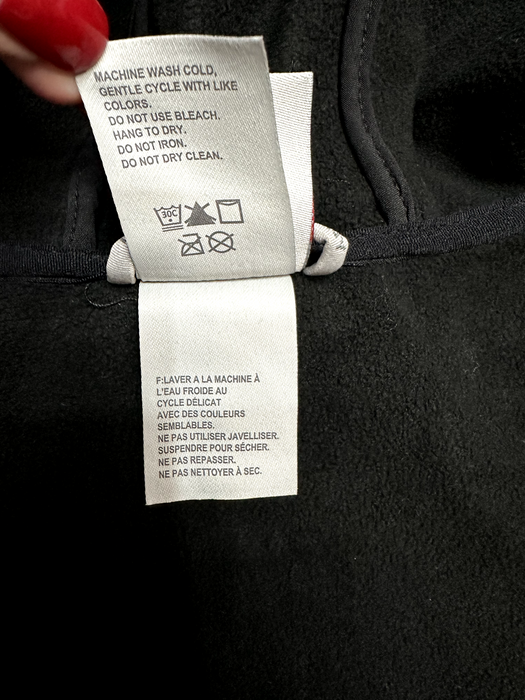 MACHINE WASH COLD,
GENTLE CYCLE WITH LIKE
COLORS.
DO NOT USE BLEACH.
HANG TO DRY.
DO NOT IRON.
DO NOT DRY CLEAN.
30C
F:LAVER A LA MACHINE À
L'EAU FROIDE AU
CYCLE DÉLICAT
AVEC DES COULEURS
SEMBLABLES.
NE PAS UTILISER JAVELLISER.
SUSPENDRE POUR SÉCHER.
NE PAS REPASSER.
NE PAS NETTOYER À SEC.